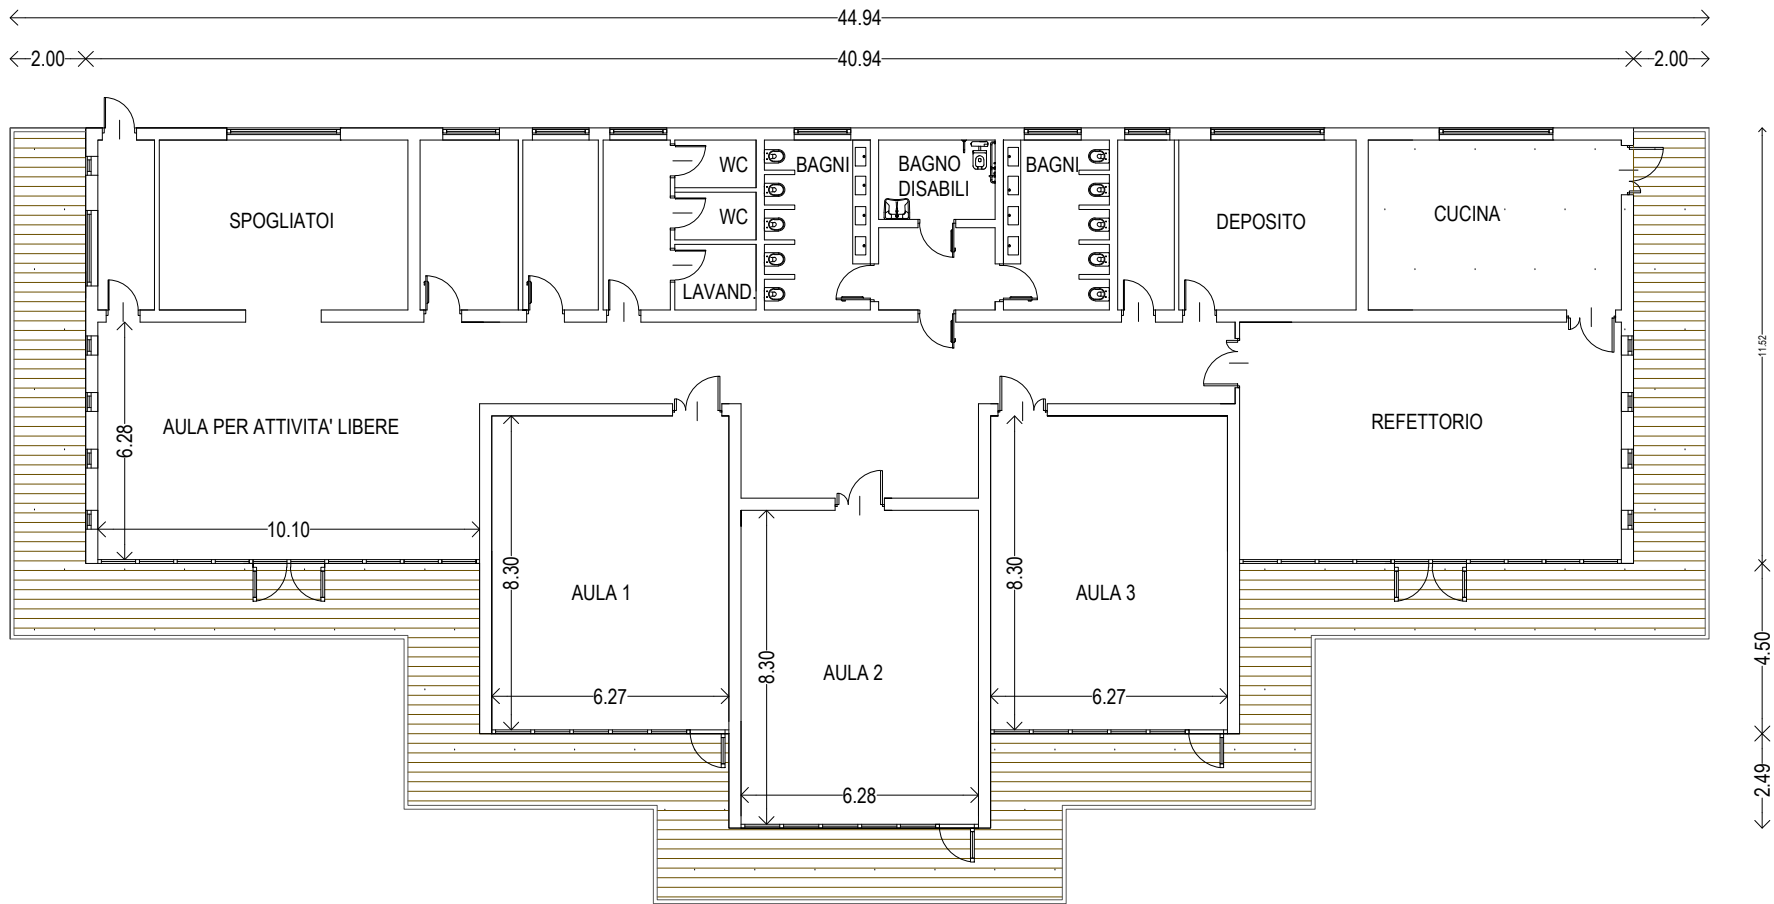 44.94
2.00
40.94
2.00
WC
BAGNI
BAGNO
DISABILI
BAGNI
SPOGLIATOI
WC
DEPOSITO
CUCINA
LAVAND.
11.52
AULA PER ATTIVITA' LIBERE
6.28
REFETTORIO
10.10
8.30
8.30
AULA 1
AULA 3
4.50
8.30
AULA 2
6.27
6.27
2.49
6.28